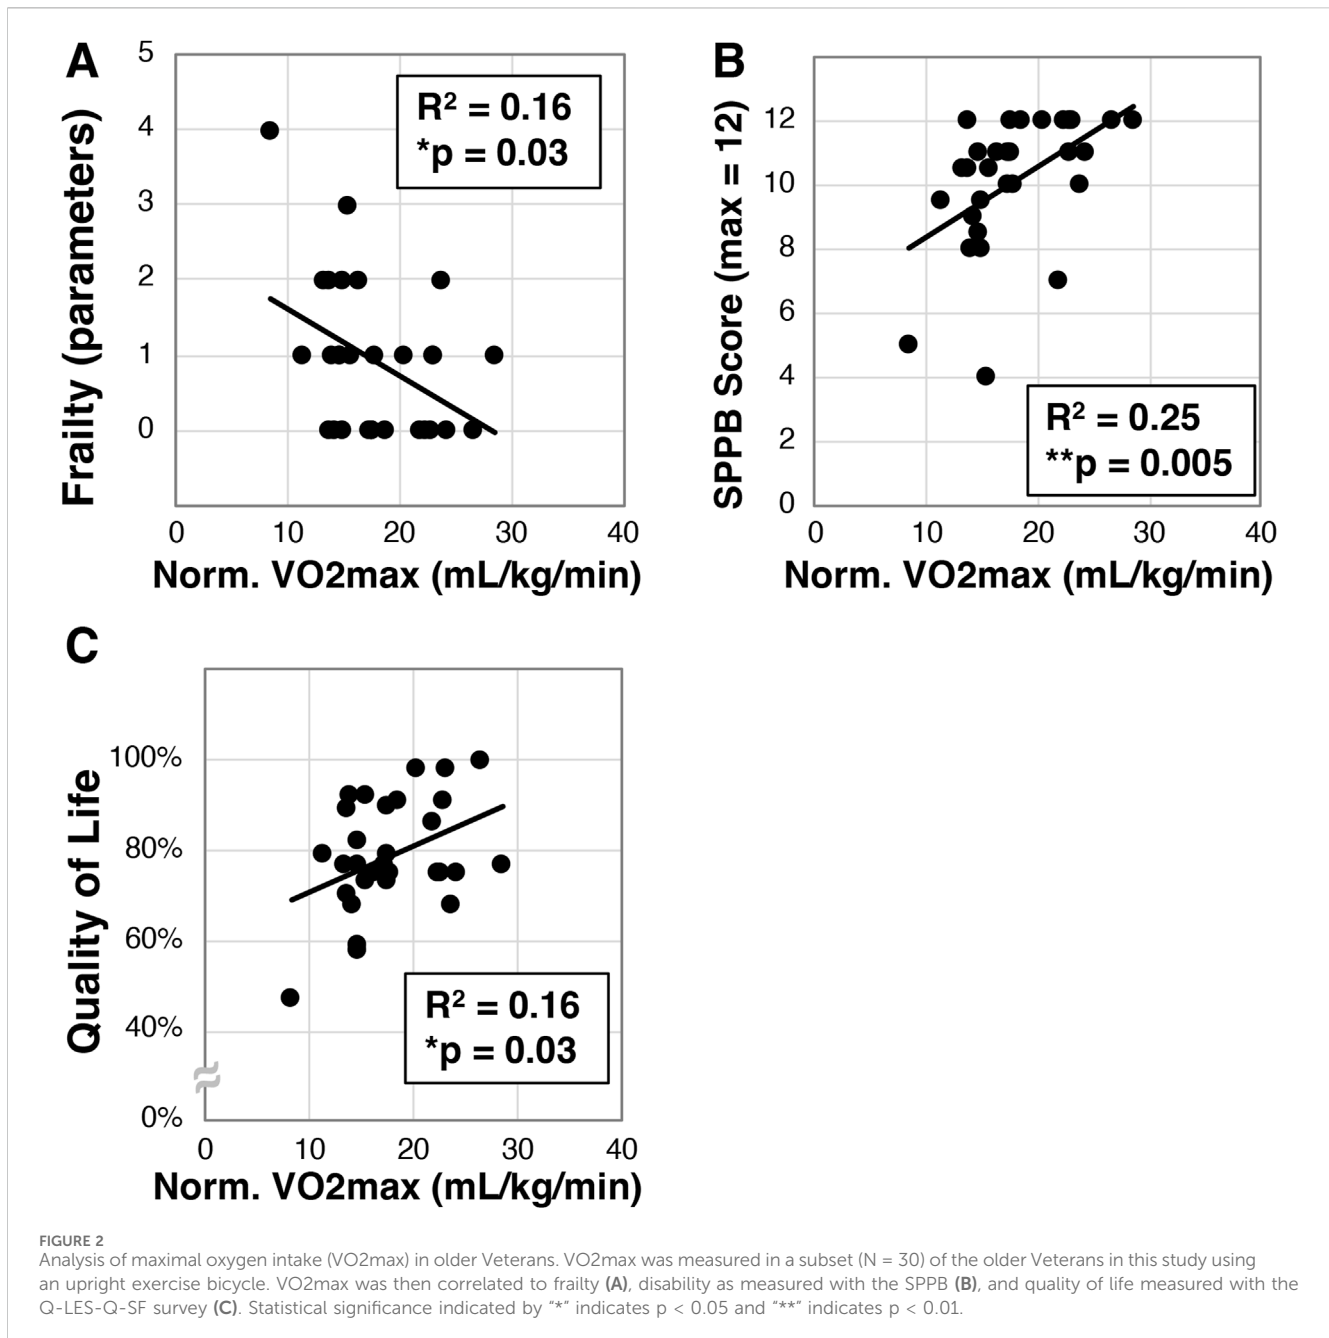 A
5
4
3
2
1
0
Frailty (parameters)
R² = 0.16
*p = 0.03
0 10 20 30 40
Norm. VO2max (mL/kg/min)
B
12
10
8
6
4
2
0
SPPB Score (max = 12)
R² = 0.25
**p = 0.005
0 10 20 30 40
Norm. VO2max (mL/kg/min)
C
100%
80%
60%
40%
0%
Quality of Life
R² = 0.16
*p = 0.03
0 10 20 30 40
Norm. VO2max (mL/kg/min)
FIGURE 2
Analysis of maximal oxygen intake (VO2max) in older Veterans. VO2max was measured in a subset (N = 30) of the older Veterans in this study using
an upright exercise bicycle. VO2max was then correlated to frailty (A), disability as measured with the SPPB (B), and quality of life measured with the
Q-LES-Q-SF survey (C). Statistical significance indicated by “*” indicates p < 0.05 and “**” indicates p < 0.01.